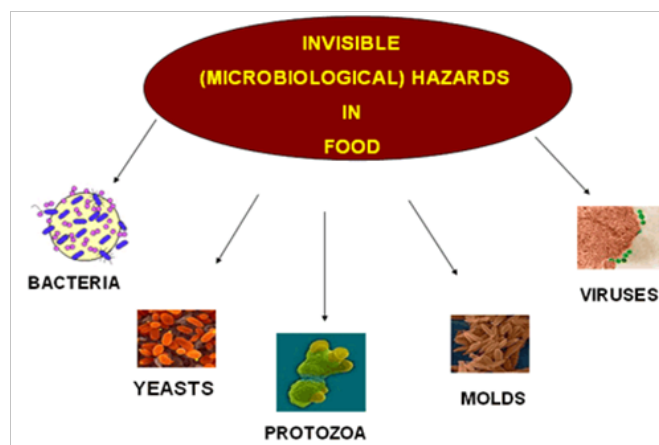 INVISIBLE
(MICROBIOLOGICAL) HAZARDS
IN
FOOD
BACTERIA
YEASTS
PROTOZOA
MOLDS
VIRUSES